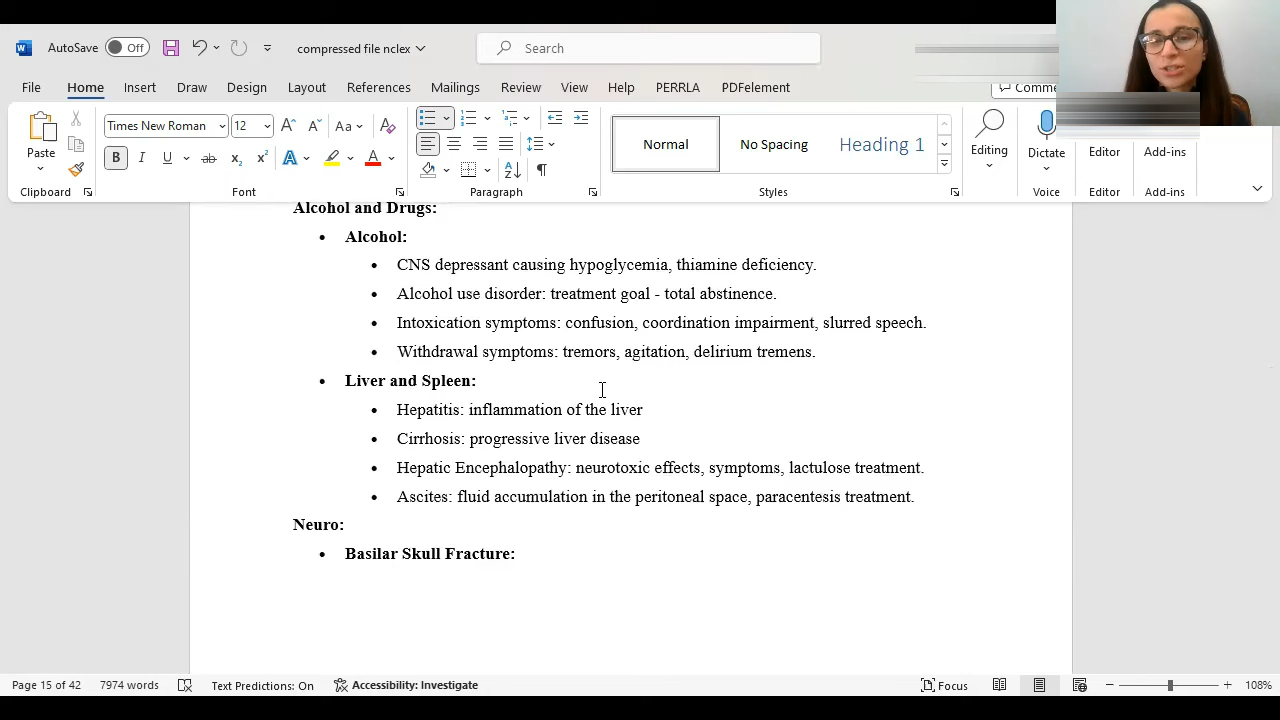 AutoSave Off compressed file nclex Search
File Home Insert Draw Design Layout References Mailings Review View Help PERRLA PDFelement
Paste Times New Roman 12 Aa Normal No Spacing Heading 1 Editing Dictate Editor Add-ins
Clipboard Font Paragraph Styles Voice Editor Add-ins
Alcohol and Drugs:
• Alcohol:
• CNS depressant causing hypoglycemia, thiamine deficiency.
• Alcohol use disorder: treatment goal - total abstinence.
• Intoxication symptoms: confusion, coordination impairment, slurred speech.
• Withdrawal symptoms: tremors, agitation, delirium tremens.
• Liver and Spleen:
• Hepatitis: inflammation of the liver
• Cirrhosis: progressive liver disease
• Hepatic Encephalopathy: neurotoxic effects, symptoms, lactulose treatment.
• Ascites: fluid accumulation in the peritoneal space, paracentesis treatment.
Neuro:
• Basilar Skull Fracture:
Page 15 of 42 7974 words Text Predictions: On Accessibility: Investigate Focus 108%